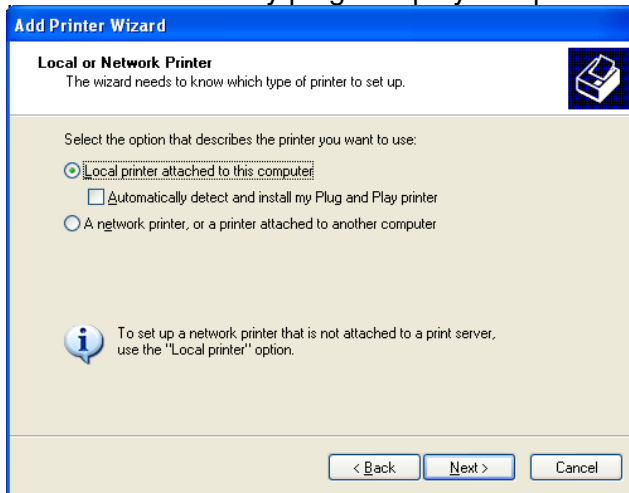 Add Printer Wizard
Local or Network Printer
The wizard needs to know which type of printer to set up.
Select the option that describes the printer you want to use:
Local printer attached to this computer
Automatically detect and install my Plug and Play printer
A network printer, or a printer attached to another computer
To set up a network printer that is not attached to a print server,
use the "Local printer" option.
< Back
Next >
Cancel